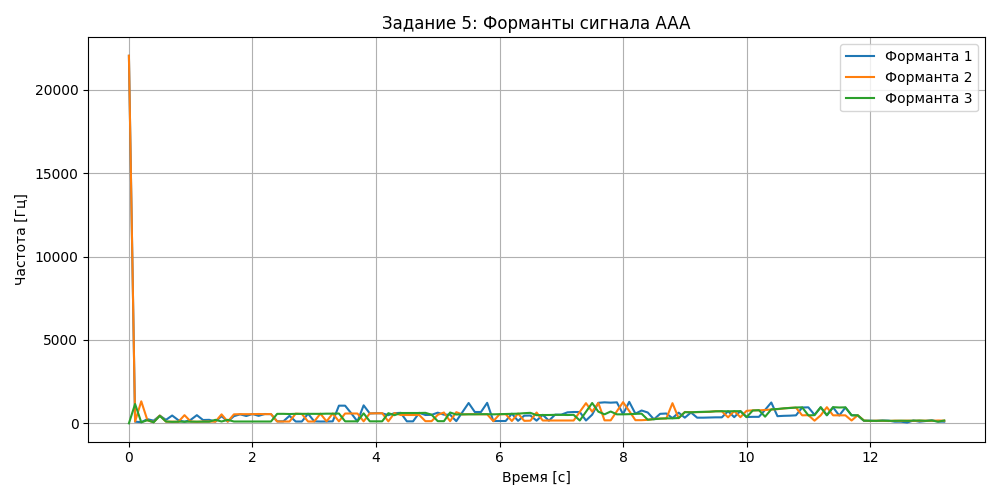 Задание 5: Форманты сигнала ААА
Форманта 1
Форманта 2
Форманта 3
Частота [Гц]
20000
15000
10000
5000
0
0 2 4 6 8 10 12
Время [с]